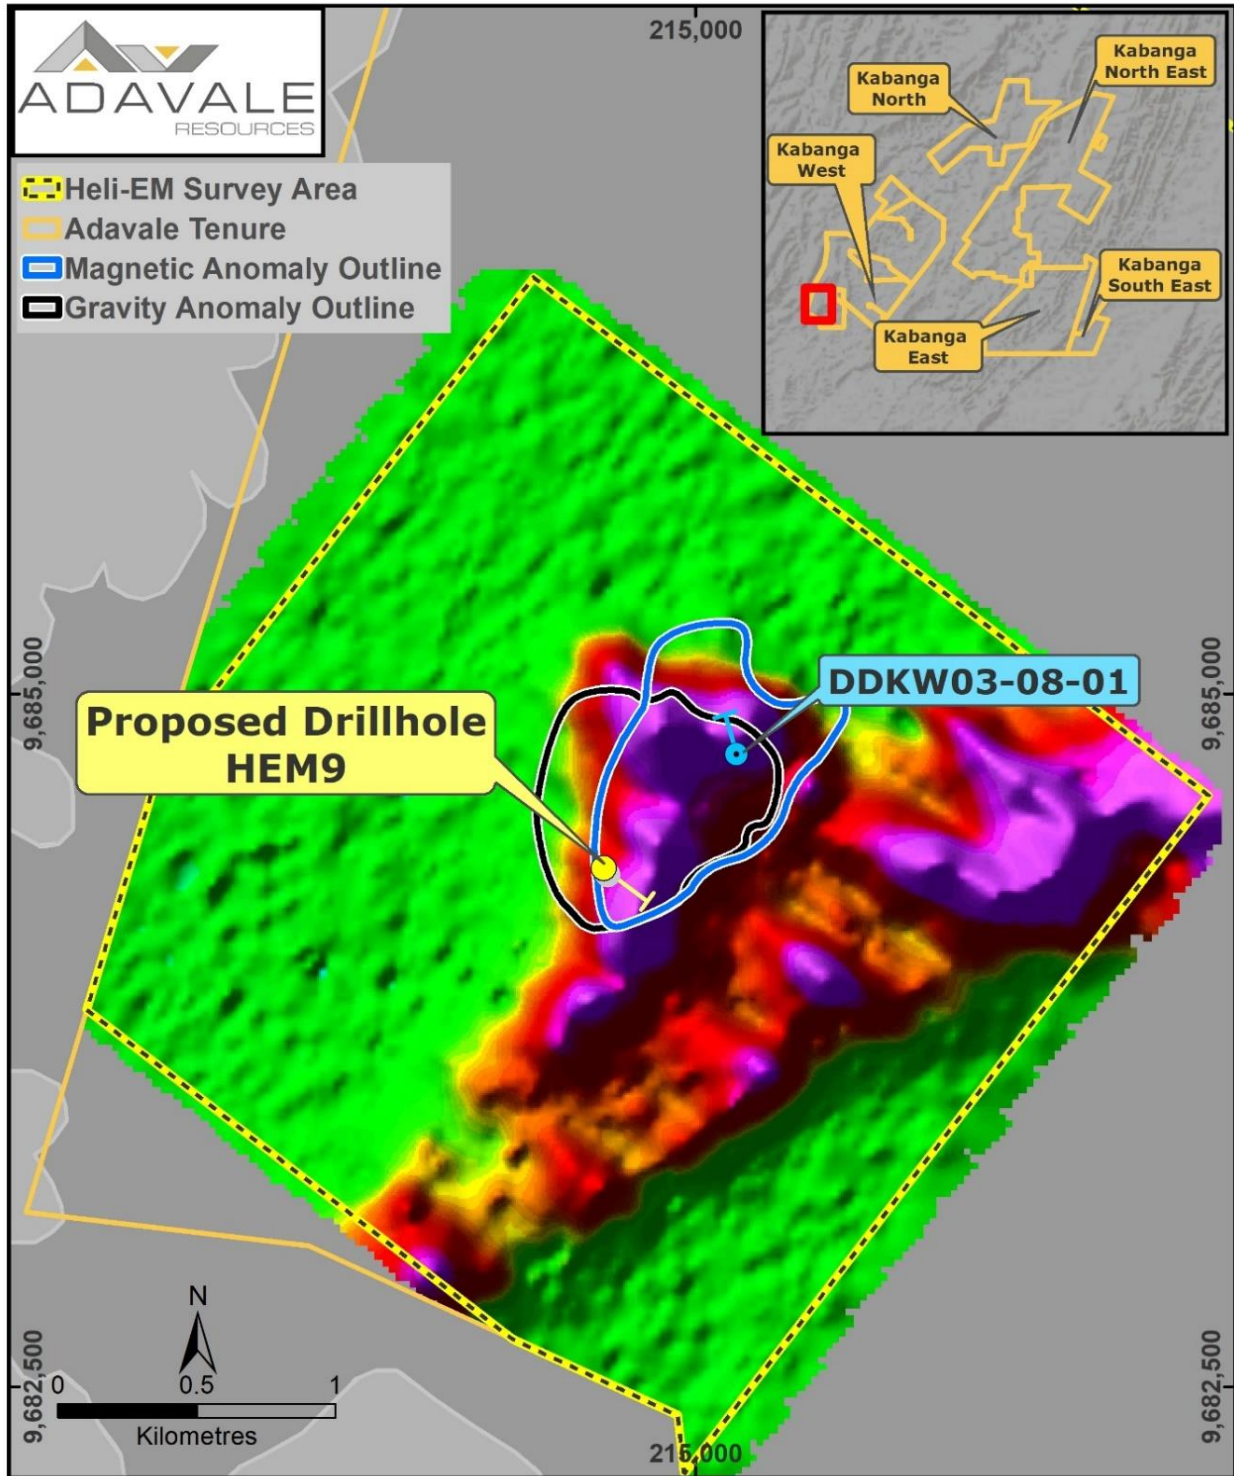 ADAVALE
RESOURCES
Heli-EM Survey Area
Adavale Tenure
Magnetic Anomaly Outline
Gravity Anomaly Outline
215,000
Kabanga
North East
Kabanga
North
Kabanga
West
Kabanga
South East
Kabanga
East
9,685,000
9,685,000
DDKW03-08-01
Proposed Drillhole
HEM9
N
0 0.5 1
Kilometres
9,682,500
9,682,500
215,000